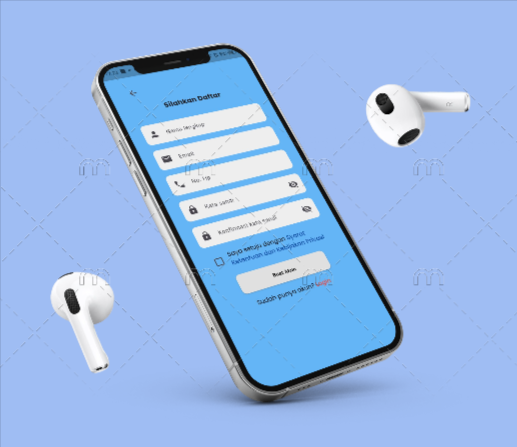 Silahkan Daftar
Nama lengkap
Email
No. Hp
Kata sandi
Konfirmasi kata sandi
Saya setuju dengan Syarat
Ketentuan dan Kebijakan Privasi
Buat Akun
Sudah punya akun? Login